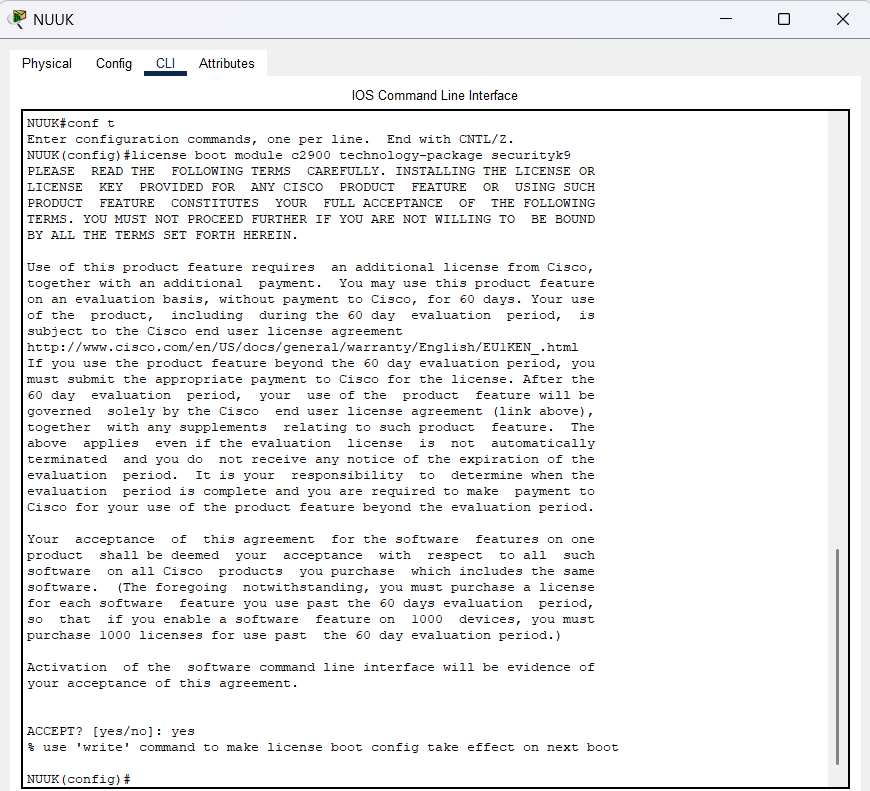 NUUK
Physical Config CLI Attributes
IOS Command Line Interface
NUUK#conf t
Enter configuration commands, one per line.  End with CNTL/Z.
NUUK(config)#license boot module c2900 technology-package securityk9
PLEASE  READ THE  FOLLOWING TERMS  CAREFULLY. INSTALLING THE LICENSE OR
LICENSE  KEY  PROVIDED FOR  ANY CISCO  PRODUCT  FEATURE  OR  USING SUCH
PRODUCT  FEATURE  CONSTITUTES  YOUR  FULL ACCEPTANCE  OF  THE FOLLOWING
TERMS. YOU MUST NOT PROCEED FURTHER IF YOU ARE NOT WILLING TO  BE BOUND
BY ALL THE TERMS SET FORTH HEREIN.

Use of this product feature requires  an additional license from Cisco,
together with an additional  payment.  You may use this product feature
on an evaluation basis, without payment to Cisco, for 60 days. Your use
of the  product,  including  during the 60 day  evaluation  period,  is
subject to the Cisco end user license agreement
http://www.cisco.com/en/US/docs/general/warranty/English/EU1KEN_.html
If you use the product feature beyond the 60 day evaluation period, you
must submit the appropriate payment to Cisco for the license. After the
60 day  evaluation  period,  your  use of the  product  feature will be
governed  solely by the Cisco  end user license agreement (link above),
together  with any supplements  relating to such product  feature.  The
above  applies  even if the evaluation  license  is  not  automatically
terminated  and you do  not receive any notice of the expiration of the
evaluation  period.  It is your  responsibility  to  determine when the
evaluation  period is complete and you are required to make  payment to
Cisco for your use of the product feature beyond the evaluation period.

Your  acceptance  of  this agreement  for the software  features on one
product  shall be deemed  your  acceptance  with  respect  to all  such
software  on all Cisco  products  you purchase  which includes the same
software.  (The foregoing  notwithstanding, you must purchase a license
for each software  feature you use past the 60 days evaluation  period,
so  that  if you enable a software  feature on  1000  devices, you must
purchase 1000 licenses for use past  the 60 day evaluation period.)

Activation  of the  software command line interface will be evidence of
your acceptance of this agreement.

ACCEPT? [yes/no]: yes
% use 'write' command to make license boot config take effect on next boot

NUUK(config)#